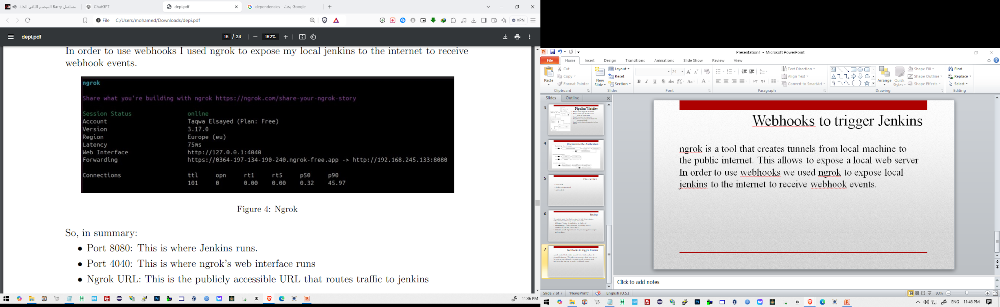 مسلسل Barry الموسم الثاني الحلة
ChatGPT
depi.pdf
dependencies - بحث Google
File C:/Users/mohamed/Downloads/depi.pdf
VPN
depi.pdf
16 / 24
192%
In order to use webhooks I used ngrok to expose my local jenkins to the internet to receive
webhook events.
ngrok
Share what you're building with ngrok https://ngrok.com/share-your-ngrok-story
Session Status online
Account Taqwa Elsayed (Plan: Free)
Version 3.17.0
Region Europe (eu)
Latency 75ms
Web Interface http://127.0.0.1:4040
Forwarding https://0364-197-134-190-240.ngrok-free.app -> http://192.168.245.133:8080
Connections ttl opn rt1 rt5 p50 p90
101 0 0.00 0.00 0.32 45.97
Figure 4: Ngrok
So, in summary:
• Port 8080: This is where Jenkins runs.
• Port 4040: This is where ngrok's web interface runs
• Ngrok URL: This is the publicly accessible URL that routes traffic to jenkins
11:46 PM
Presentation1 - Microsoft PowerPoint
File Home Insert Design Transitions Animations Slide Show Review View
Paste
Cut
Copy
Format Painter
Clipboard
New
Slide
Layout
Reset
Section
Slides
24
Font
Text Direction
Align Text
Convert to SmartArt
Paragraph
Arrange
Quick
Styles
Shape Fill
Shape Outline
Shape Effects
Drawing
Find
Replace
Select
Editing
Slides Outline
3
Pipeline Workflow
4
Dockerizing the Application
5
Files written
6
Testing
7
Webhooks to trigger Jenkins
Webhooks to trigger Jenkins
ngrok is a tool that creates tunnels from local machine to
the public internet. This allows to expose a local web server
In order to use webhooks we used ngrok to expose local
jenkins to the internet to receive webhook events.
Click to add notes
Slide 7 of 7 "NewsPrint" English (U.S.) 93%
ENG 11:46 PM